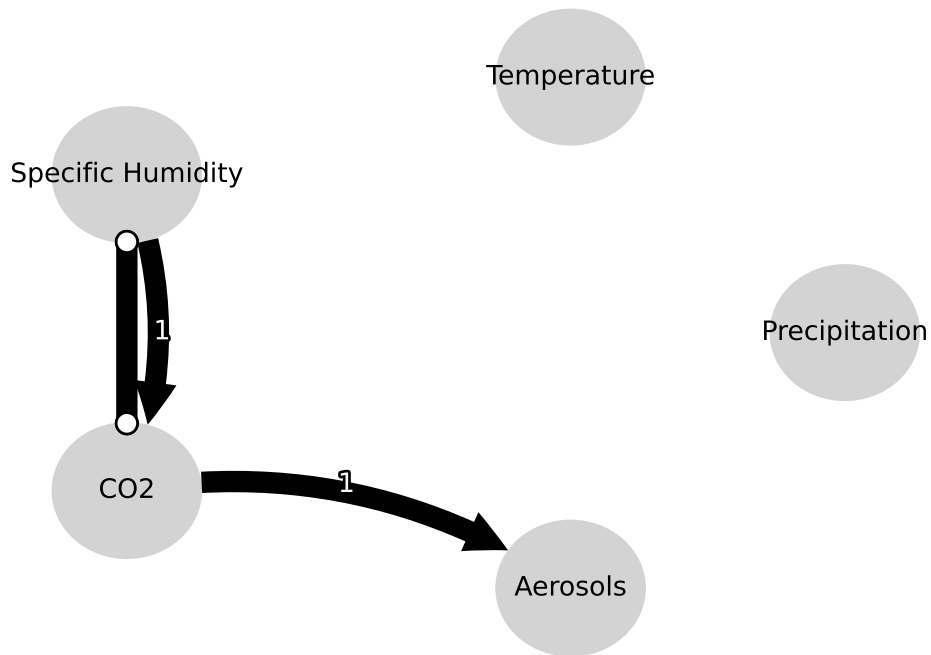 Temperature
Specific Humidity
1
Precipitation
CO2
1
Aerosols